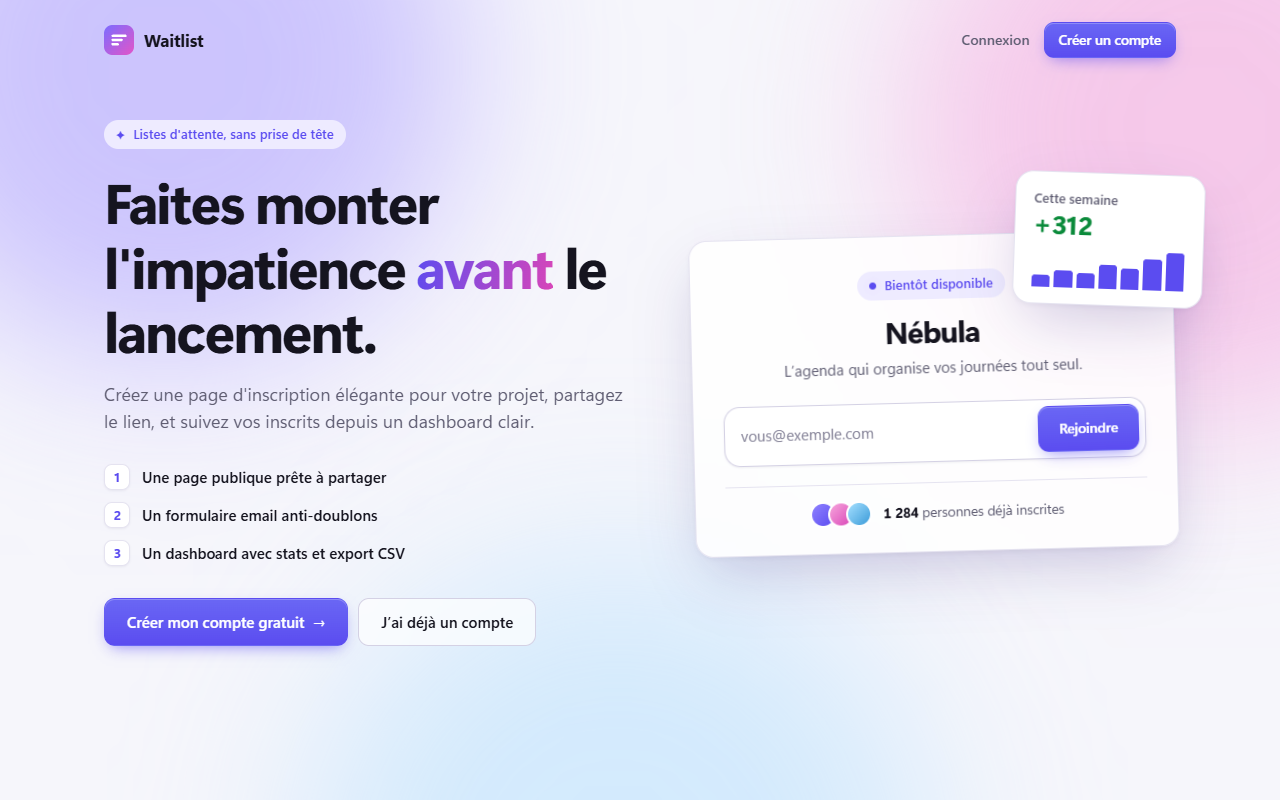 Waitlist
Connexion
Créer un compte
✦ Listes d'attente, sans prise de tête
Faites monter
l'impatience avant le
lancement.
Créez une page d'inscription élégante pour votre projet, partagez
le lien, et suivez vos inscrits depuis un dashboard clair.
1 Une page publique prête à partager
2 Un formulaire email anti-doublons
3 Un dashboard avec stats et export CSV
Créer mon compte gratuit →
J'ai déjà un compte
Cette semaine
+312
Bientôt disponible
Nébula
L'agenda qui organise vos journées tout seul.
vous@exemple.com
Rejoindre
1 284 personnes déjà inscrites